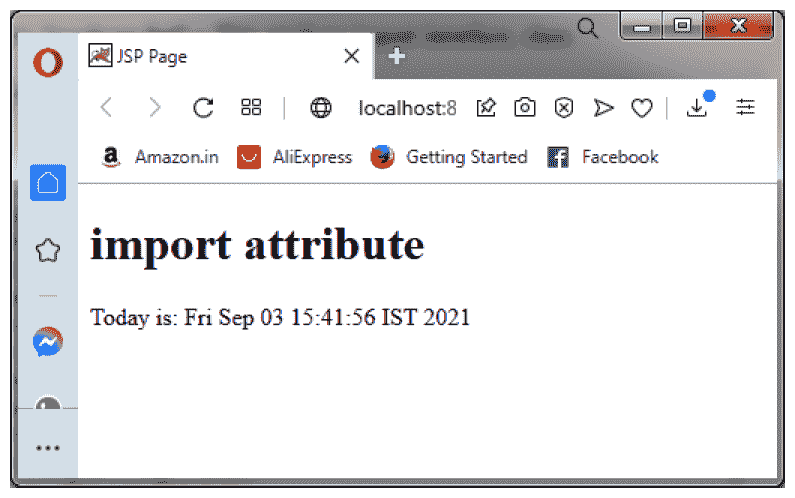 JSP Page
localhost:8
Amazon.in AliExpress Getting Started Facebook
import attribute
Today is: Fri Sep 03 15:41:56 IST 2021